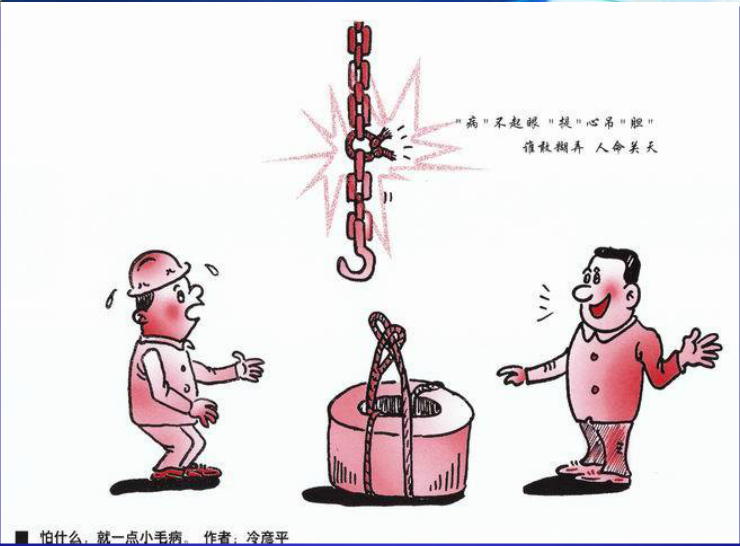 "病"不起眼 "提"心吊"胆"
谁敢糊弄 人命关天
■ 怕什么，就一点小毛病。 作者：冷彦平